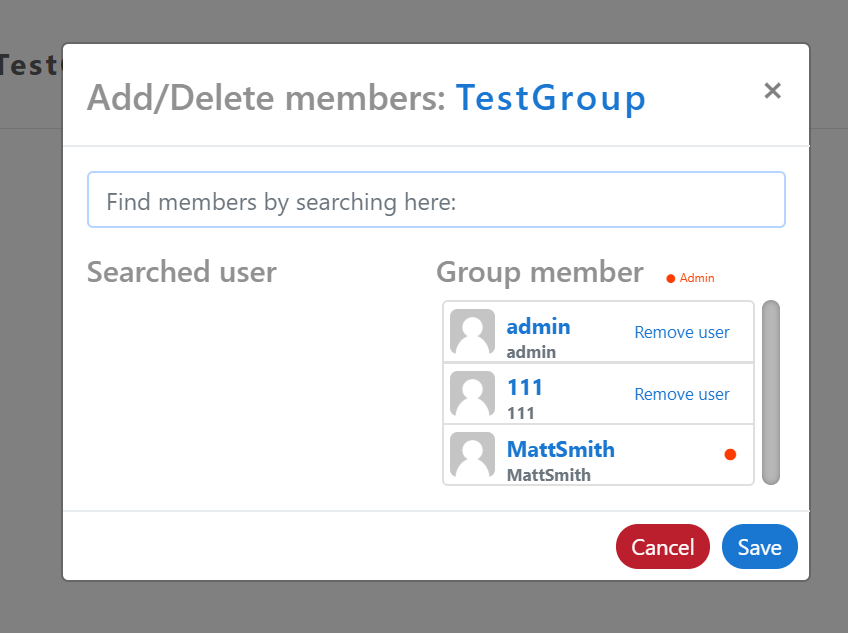 Test
Add/Delete members: TestGroup
×
Find members by searching here:
Searched user
Group member
Admin
admin
admin
Remove user
111
111
Remove user
MattSmith
MattSmith
Cancel
Save